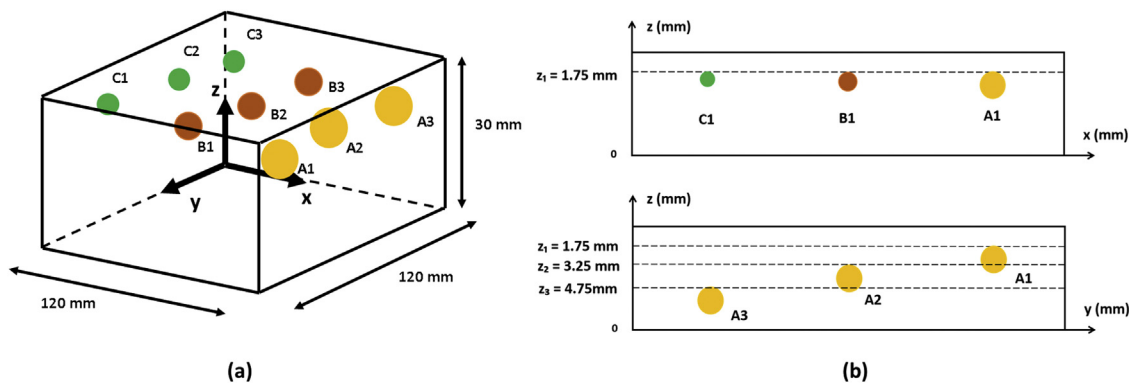 C3
C2
C1
z
B3
B2
A3
B1
A2
A1
y
x
30 mm
120 mm
120 mm
(a)
z (mm)
z₁ = 1.75 mm
C1
B1
A1
0
x (mm)
z (mm)
z₁ = 1.75 mm
z₂ = 3.25 mm
z₃ = 4.75mm
A1
A2
A3
0
y (mm)
(b)